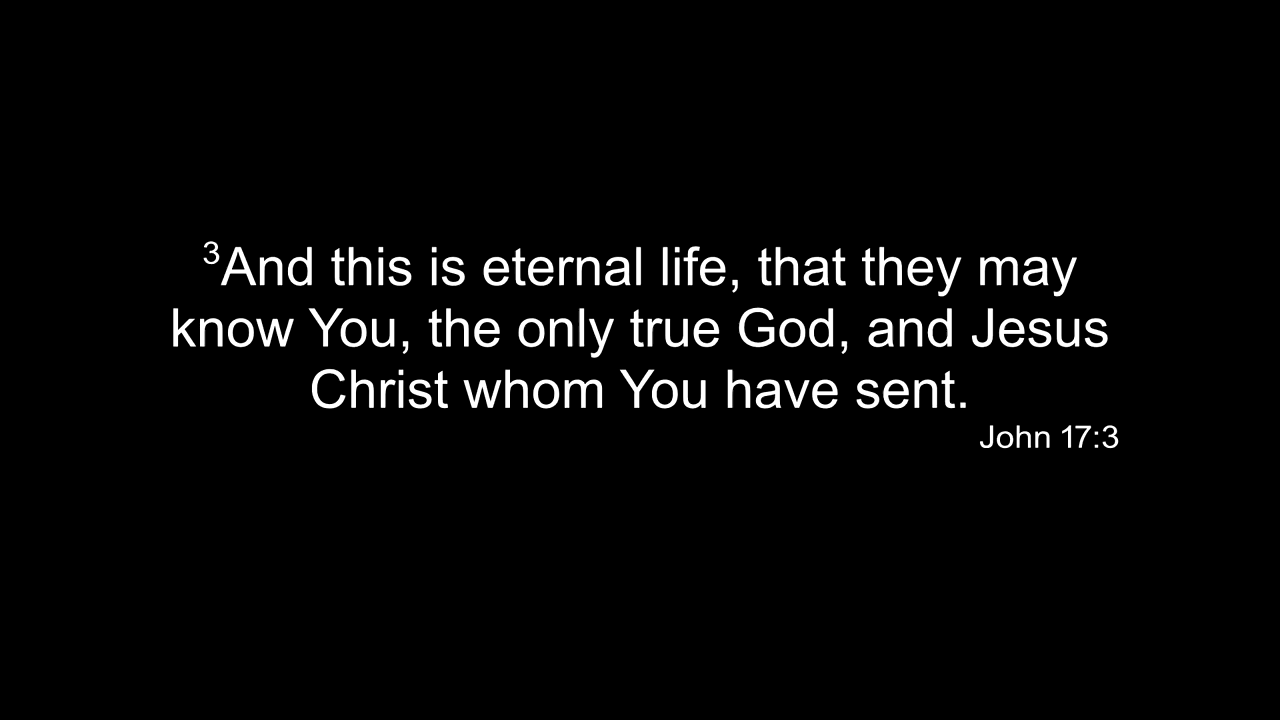 ³And this is eternal life, that they may
know You, the only true God, and Jesus
Christ whom You have sent.
John 17:3